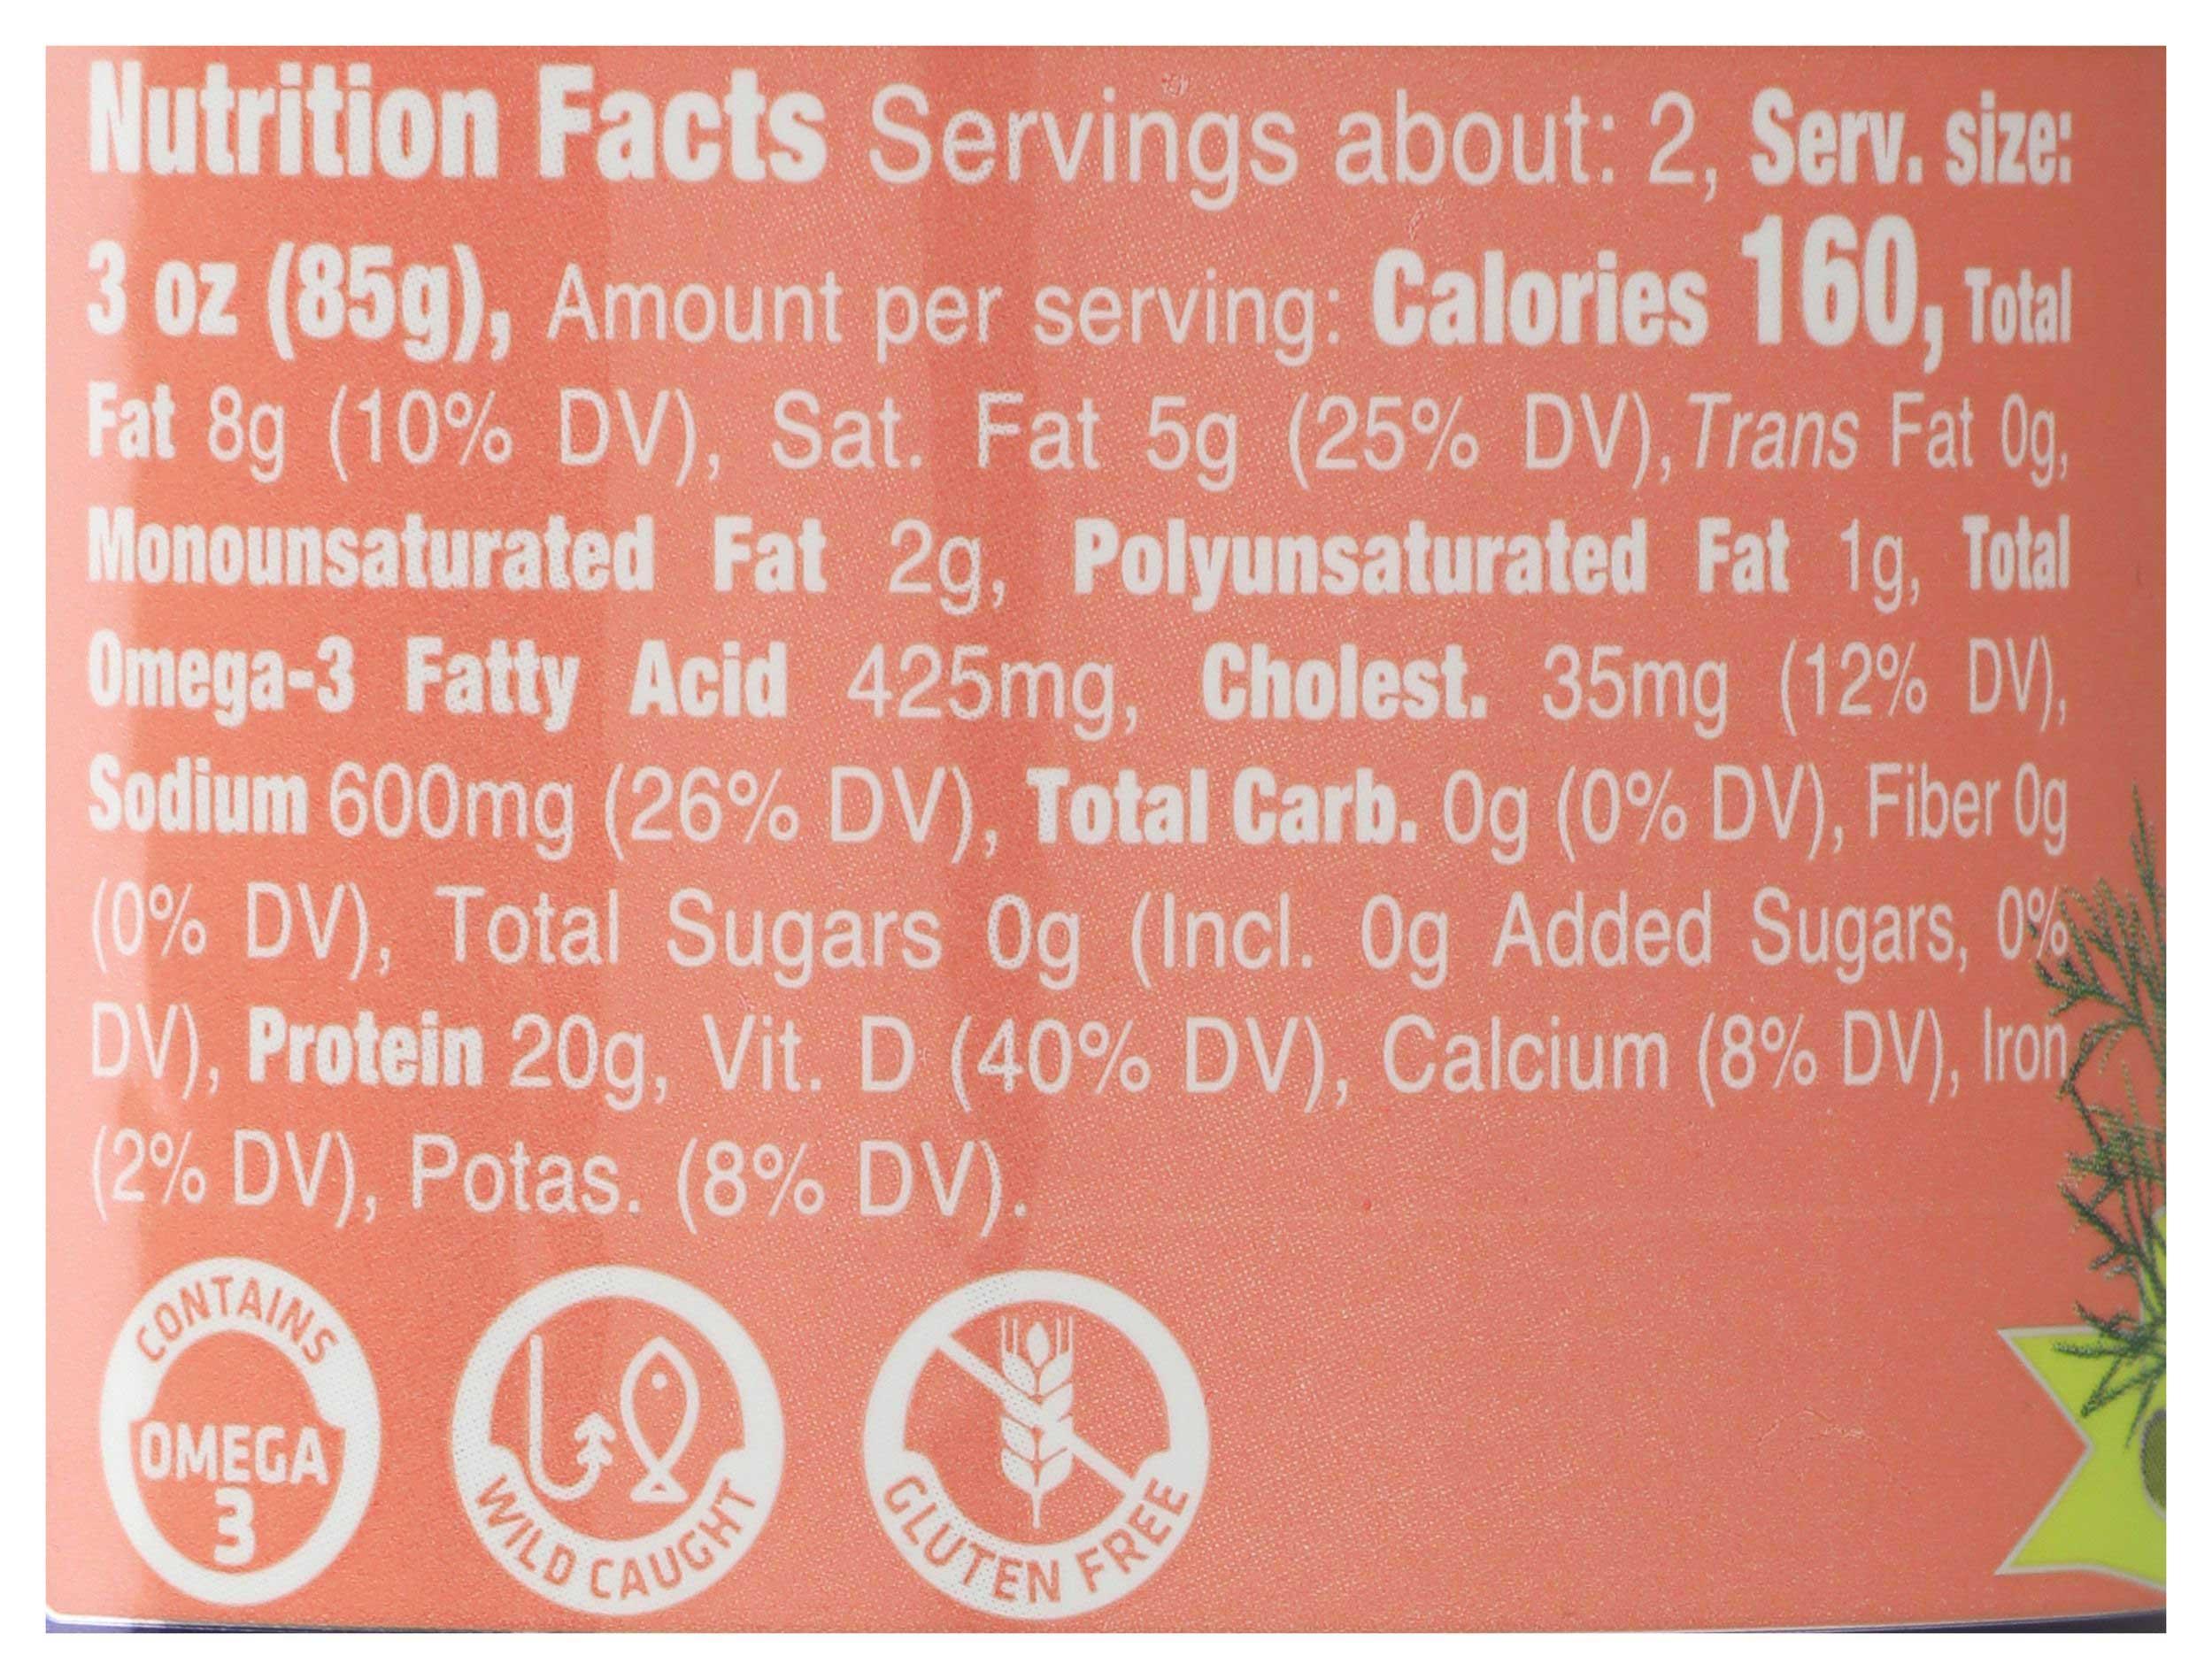 Nutrition Facts Servings about: 2, Serv. size:
3 oz (85g), Amount per serving: Calories 160, Total
Fat 8g (10% DV), Sat. Fat 5g (25% DV), Trans Fat 0g,
Monounsaturated Fat 2g, Polyunsaturated Fat 1g, Total
Omega-3 Fatty Acid 425mg, Cholest. 35mg (12% DV),
Sodium 600mg (26% DV), Total Carb. 0g (0% DV), Fiber 0g
(0% DV), Total Sugars 0g (Incl. 0g Added Sugars, 0%
DV), Protein 20g, Vit. D (40% DV), Calcium (8% DV), Iron
(2% DV), Potas. (8% DV).
CONTAINS
OMEGA
3
WILD CAUGHT
GLUTEN FREE